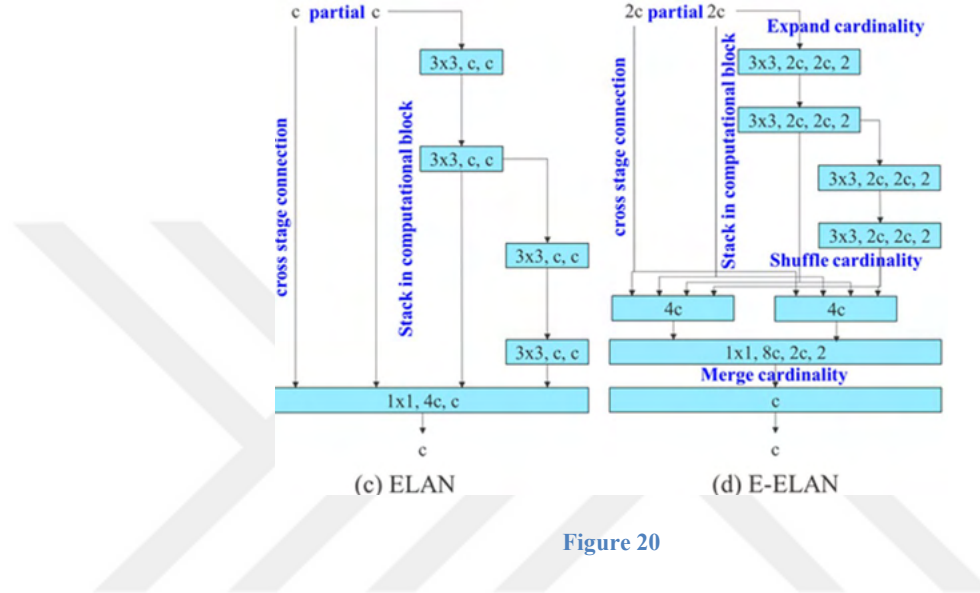 c partial c
cross stage connection
Stack in computational block
3x3, c, c
3x3, c, c
3x3, c, c
3x3, c, c
1x1, 4c, c
c
(c) ELAN
2c partial 2c
Expand cardinality
cross stage connection
Stack in computational block
3x3, 2c, 2c, 2
3x3, 2c, 2c, 2
3x3, 2c, 2c, 2
3x3, 2c, 2c, 2
Shuffle cardinality
4c
4c
1x1, 8c, 2c, 2
Merge cardinality
c
c
(d) E-ELAN
Figure 20